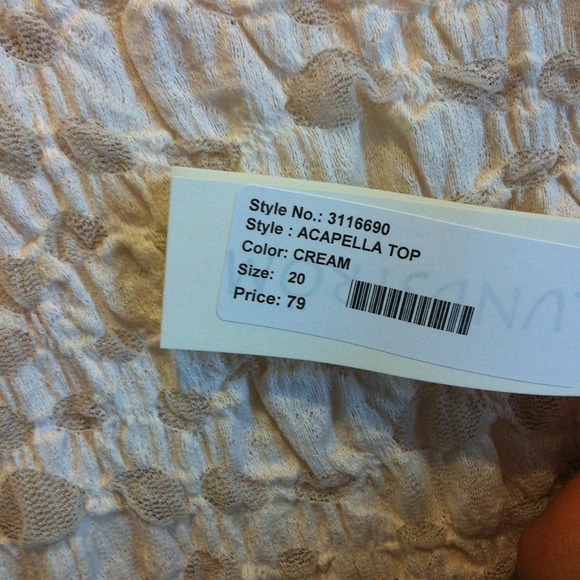 Style No.: 3116690
Style : ACAPELLA TOP
Color: CREAM
Size: 20
Price: 79